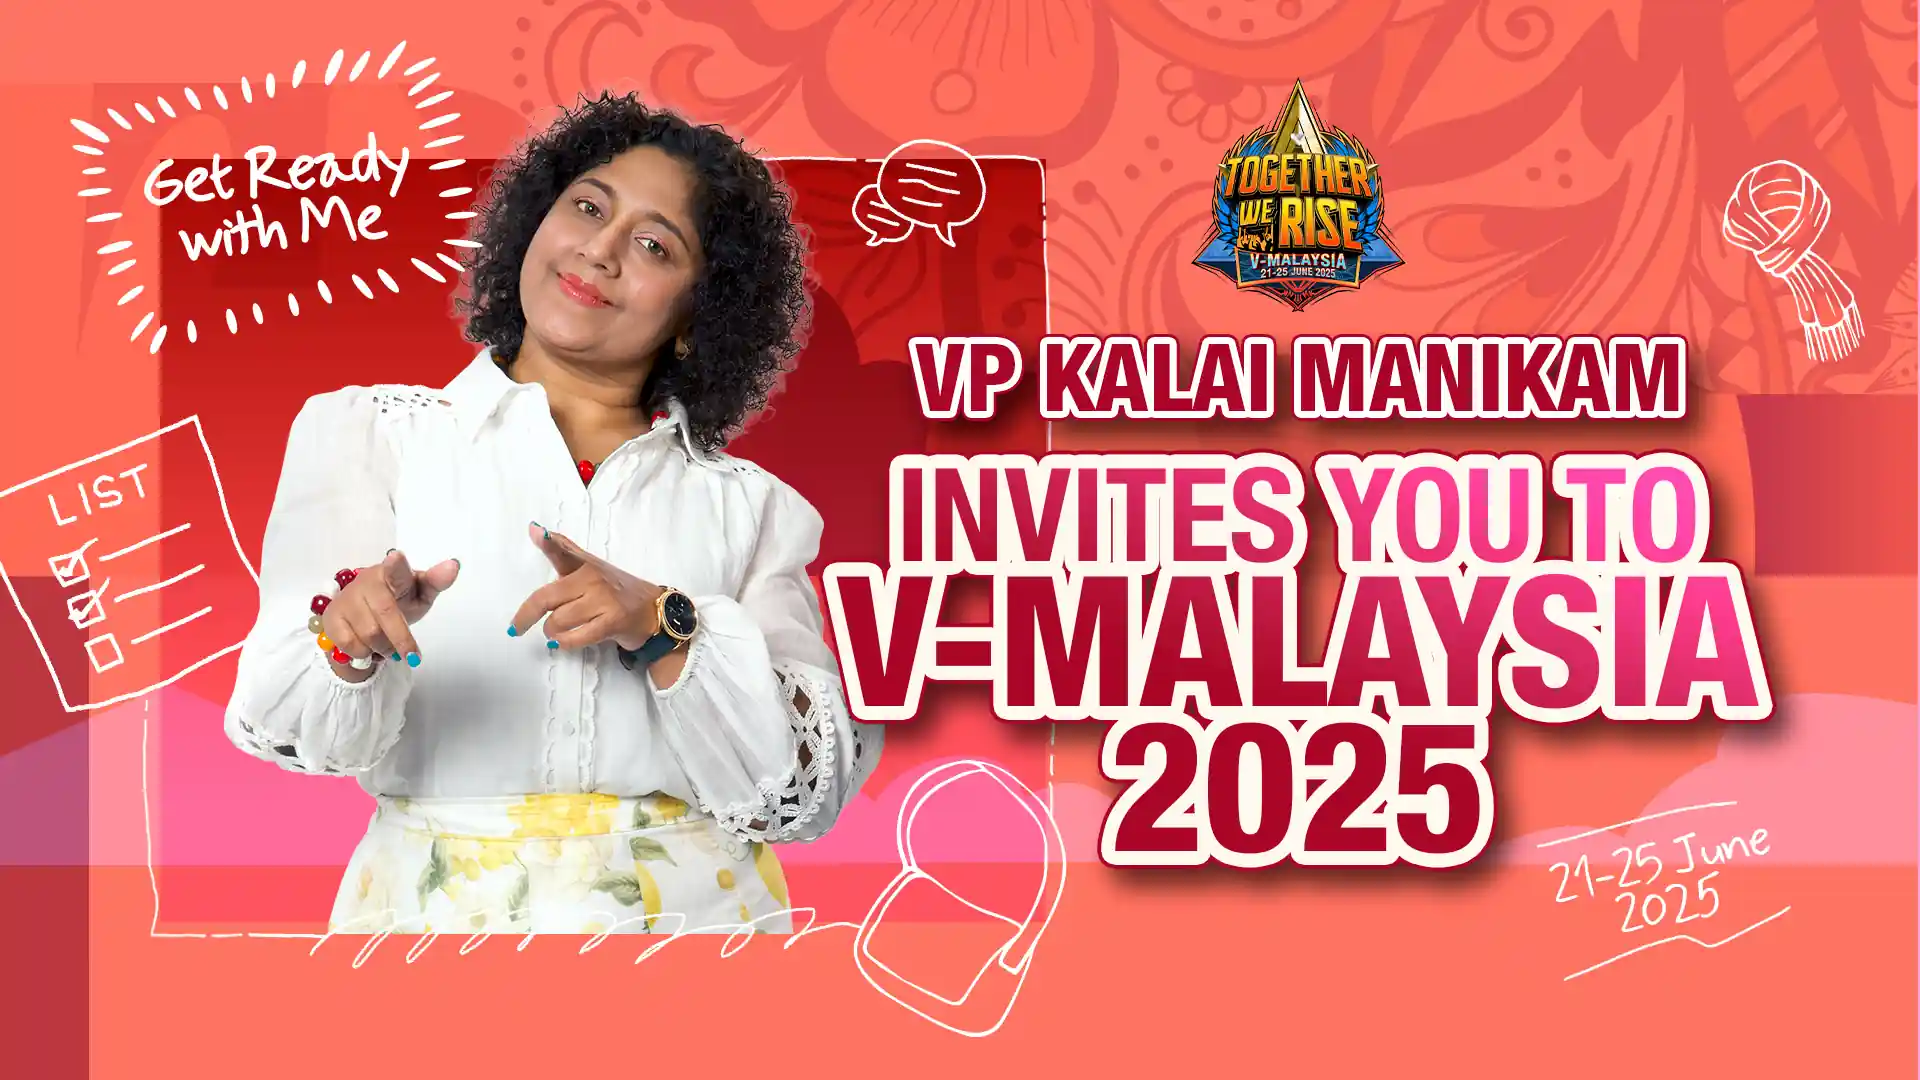 Get Ready
with Me
LIST
TOGETHER
WE RISE
V-MALAYSIA
21-25 JUNE 2025
VP KALAI MANIKAM
INVITES YOU TO
V-MALAYSIA
2025
21-25 June
2025